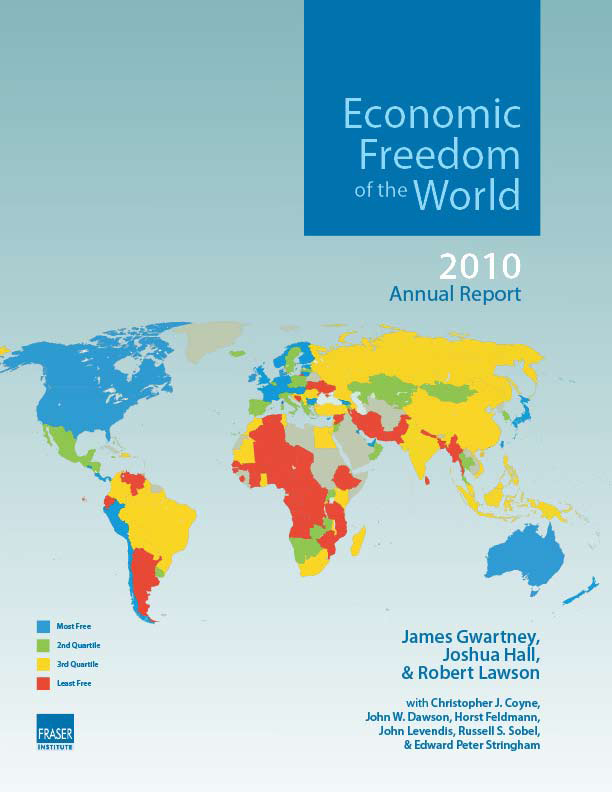 Economic
Freedom
of the World
2010
Annual Report
Most Free
2nd Quartile
3rd Quartile
Least Free
James Gwartney,
Joshua Hall,
& Robert Lawson
with Christopher J. Coyne,
John W. Dawson, Horst Feldmann,
John Levendis, Russell S. Sobel,
& Edward Peter Stringham
FRASER
INSTITUTE